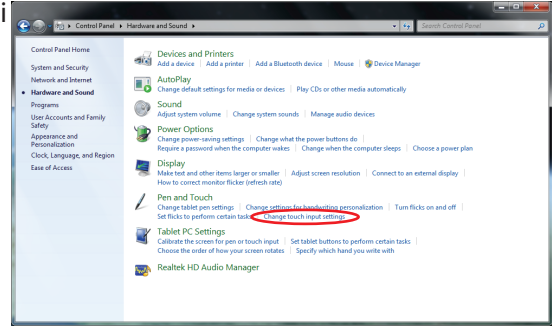 i
Control Panel ▸ Hardware and Sound ▸
Search Control Panel
Control Panel Home
System and Security
Network and Internet
Hardware and Sound
Programs
User Accounts and Family
Safety
Appearance and
Personalization
Clock, Language, and Region
Ease of Access
Devices and Printers
Add a device | Add a printer | Add a Bluetooth device | Mouse | Device Manager
AutoPlay
Change default settings for media or devices | Play CDs or other media automatically
Sound
Adjust system volume | Change system sounds | Manage audio devices
Power Options
Change power-saving settings | Change what the power buttons do |
Require a password when the computer wakes | Change when the computer sleeps | Choose a power plan
Display
Make text and other items larger or smaller | Adjust screen resolution | Connect to an external display |
How to correct monitor flicker (refresh rate)
Pen and Touch
Change tablet pen settings | Change settings for handwriting personalization | Turn flicks on and off |
Set flicks to perform certain tasks | Change touch input settings
Tablet PC Settings
Calibrate the screen for pen or touch input | Set tablet buttons to perform certain tasks |
Choose the order of how your screen rotates | Specify which hand you write with
Realtek HD Audio Manager